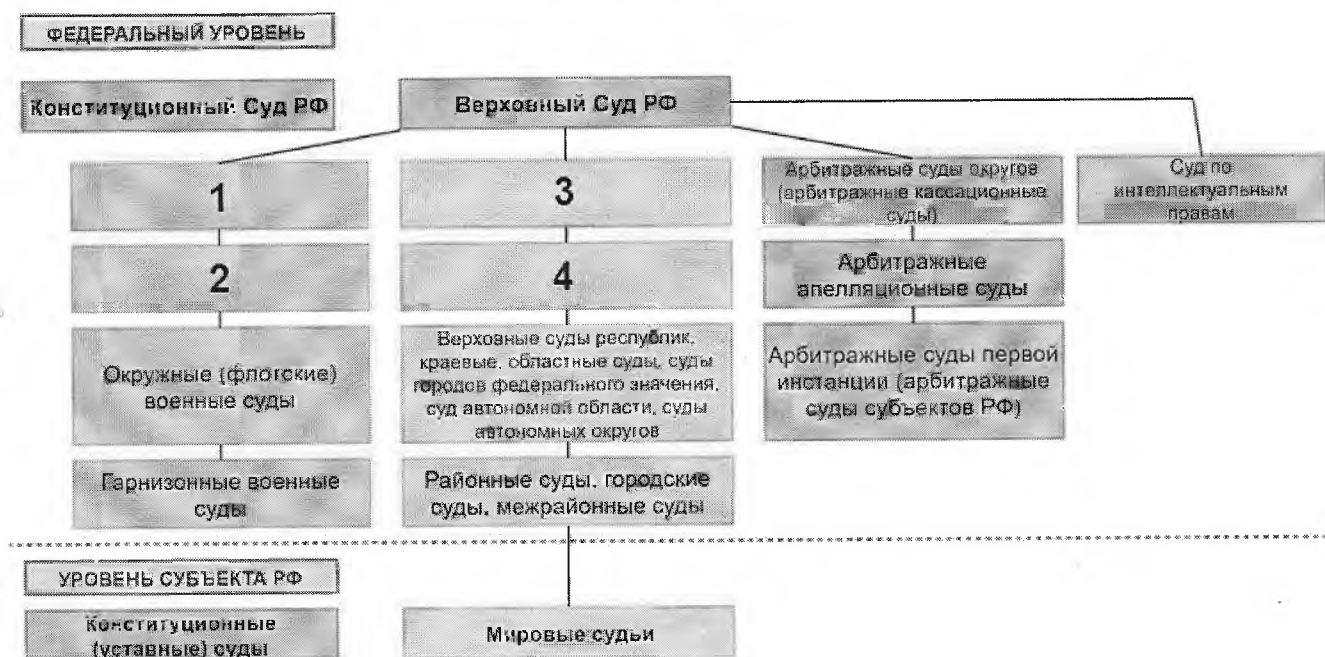 ФЕДЕРАЛЬНЫЙ УРОВЕНЬ
Конституционный Суд РФ
Верховный Суд РФ
1
3
Арбитражные суды округов
(арбитражные кассационные
суды)
Суд по
интеллектуальным
правам
2
4
Арбитражные
апелляционные суды
Окружные (флотские)
военные суды
Верховные суды республик,
краевые, областные суды, суды
городов федерального значения,
суд автономной области, суды
автономных округов
Арбитражные суды первой
инстанции (арбитражные
суды субъектов РФ)
Гарнизонные военные
суды
Районные суды, городские
суды, межрайонные суды
УРОВЕНЬ СУБЪЕКТА РФ
Конституционные
(уставные) суды
Мировые судьи